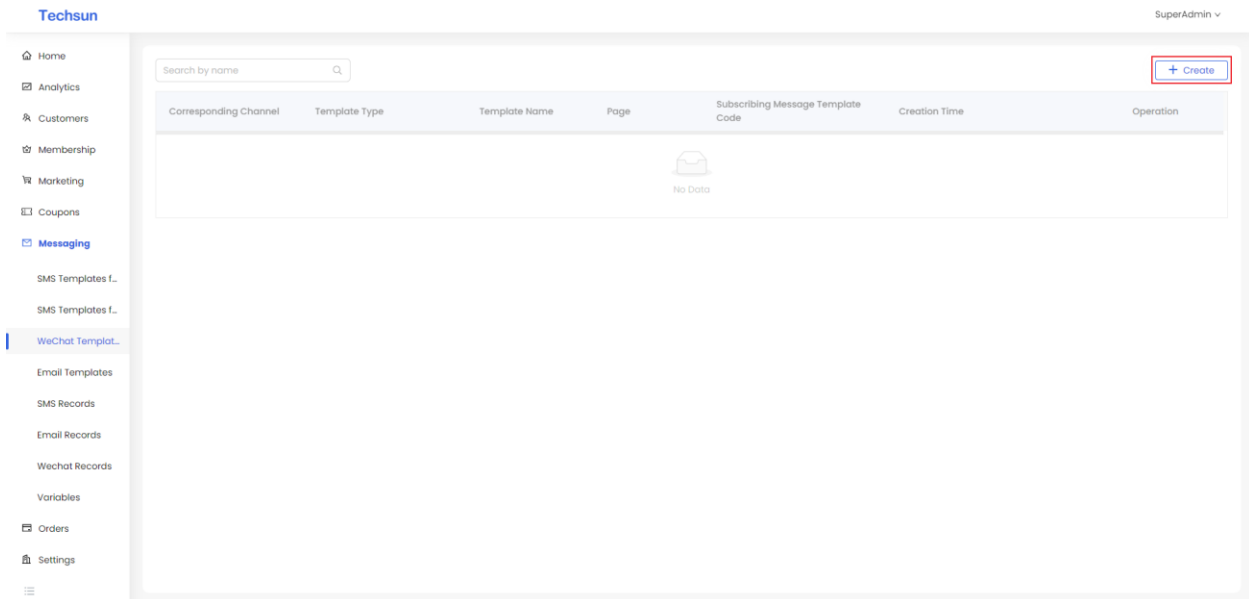 Techsun
SuperAdmin
Home
Analytics
Customers
Membership
Marketing
Coupons
Messaging
SMS Templates f...
SMS Templates f...
WeChat Templat...
Email Templates
SMS Records
Email Records
Wechat Records
Variables
Orders
Settings
Search by name
+ Create
Corresponding Channel
Template Type
Template Name
Page
Subscribing Message Template
Code
Creation Time
Operation
No Data